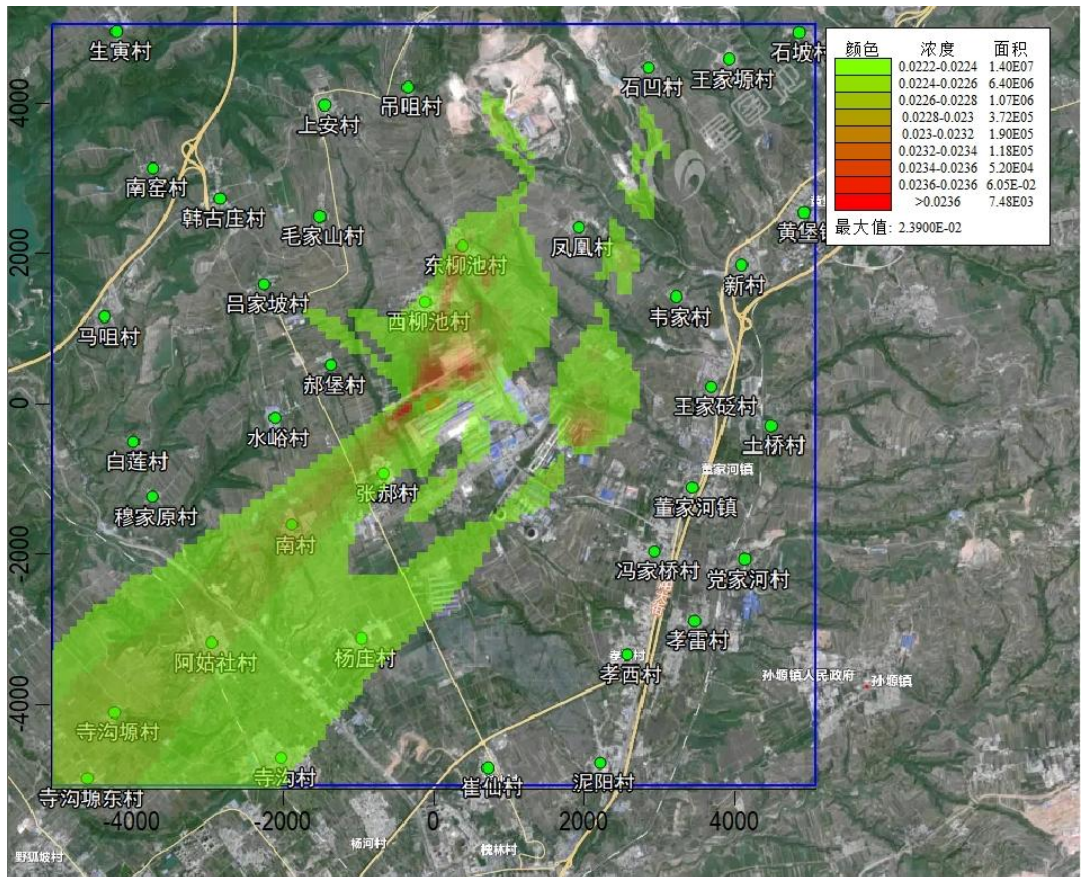 颜色 浓度 面积
0.0222-0.0224 1.40E07
0.0224-0.0226 6.40E06
0.0226-0.0228 1.07E06
0.0228-0.023 3.72E05
0.023-0.0232 1.90E05
0.0232-0.0234 1.18E05
0.0234-0.0236 5.20E04
0.0236-0.0236 6.05E-02
>0.0236 7.48E03
最大值: 2.3900E-02
生寅村
石坡村
王家塬村
石凹村
吊咀村
上安村
南窑村
韩古庄村
毛家山村
凤凰村
黄堡镇
东柳池村
新村
吕家坡村
韦家村
西柳池村
马咀村
郝堡村
王家砭村
水峪村
土桥村
白莲村
董家河镇
张郝村
穆家原村
董家河镇
南村
冯家桥村
党家河村
孝雷村
杨庄村
阿姑社村
孝西村
孙塬镇人民政府
孙塬镇
寺沟塬村
寺沟村
崔仙村
泥阳村
寺沟塬东村
4000
2000
0
-2000
-4000
-4000
-2000
0
2000
4000
杨河村
槐林村
野狐坡村